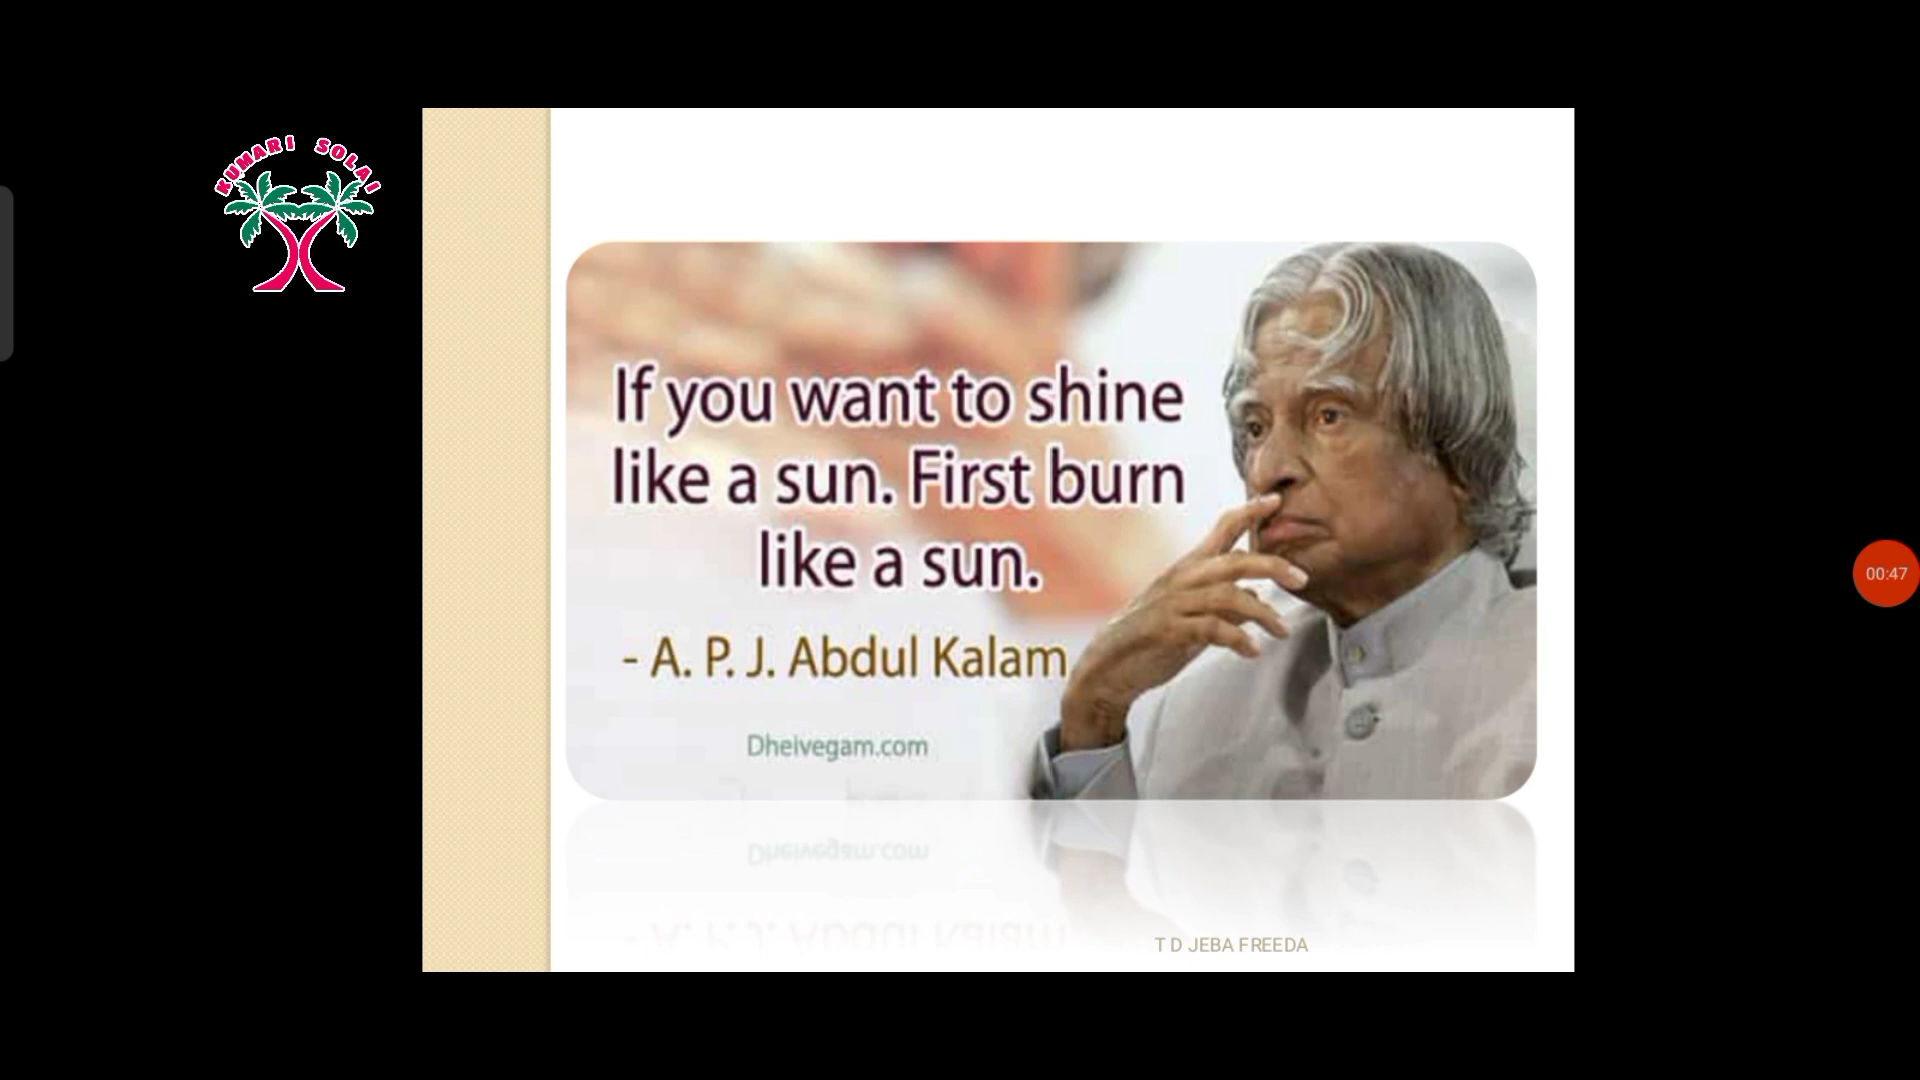 KUMARI SOLAI
If you want to shine
like a sun. First burn
like a sun.
- A. P. J. Abdul Kalam
Dheivegam.com
T D JEBA FREEDA
00:47